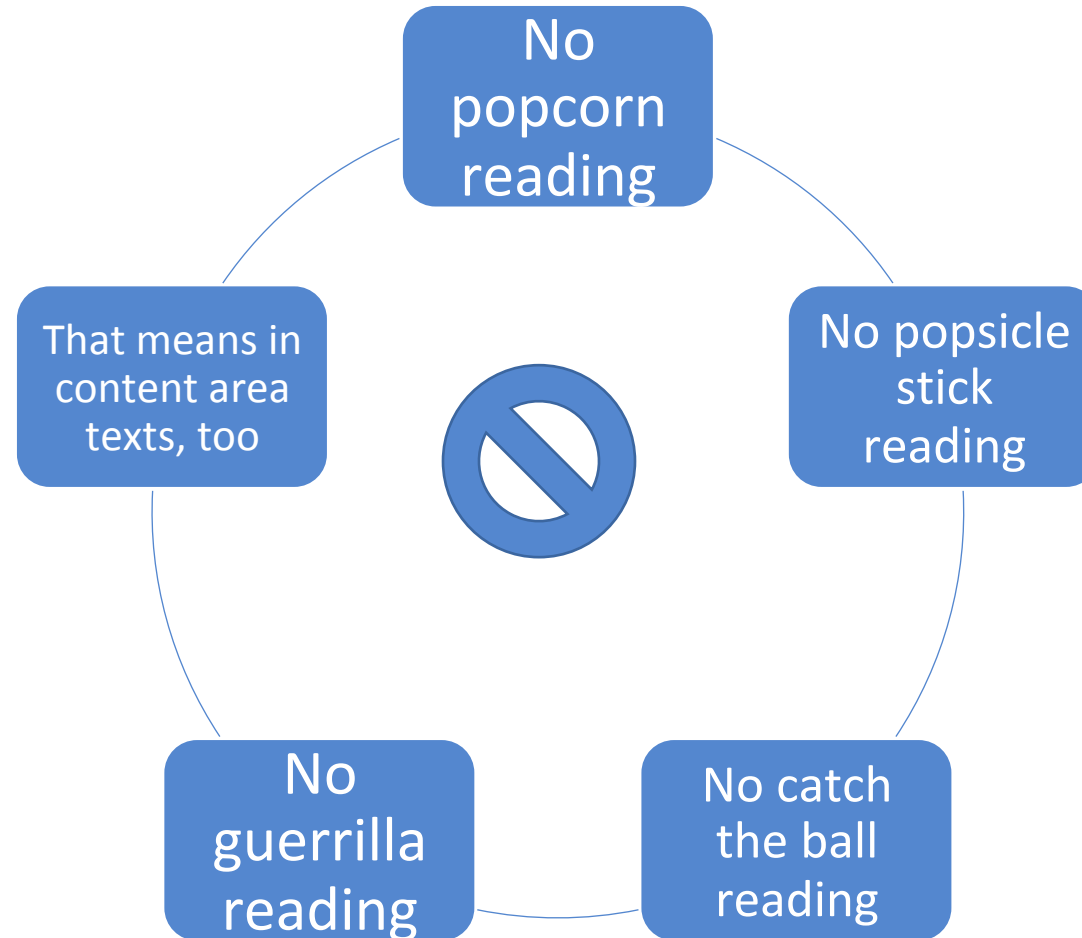 No
popcorn
reading
No popsicle
stick
reading
No catch
the ball
reading
No
guerrilla
reading
That means in
content area
texts, too